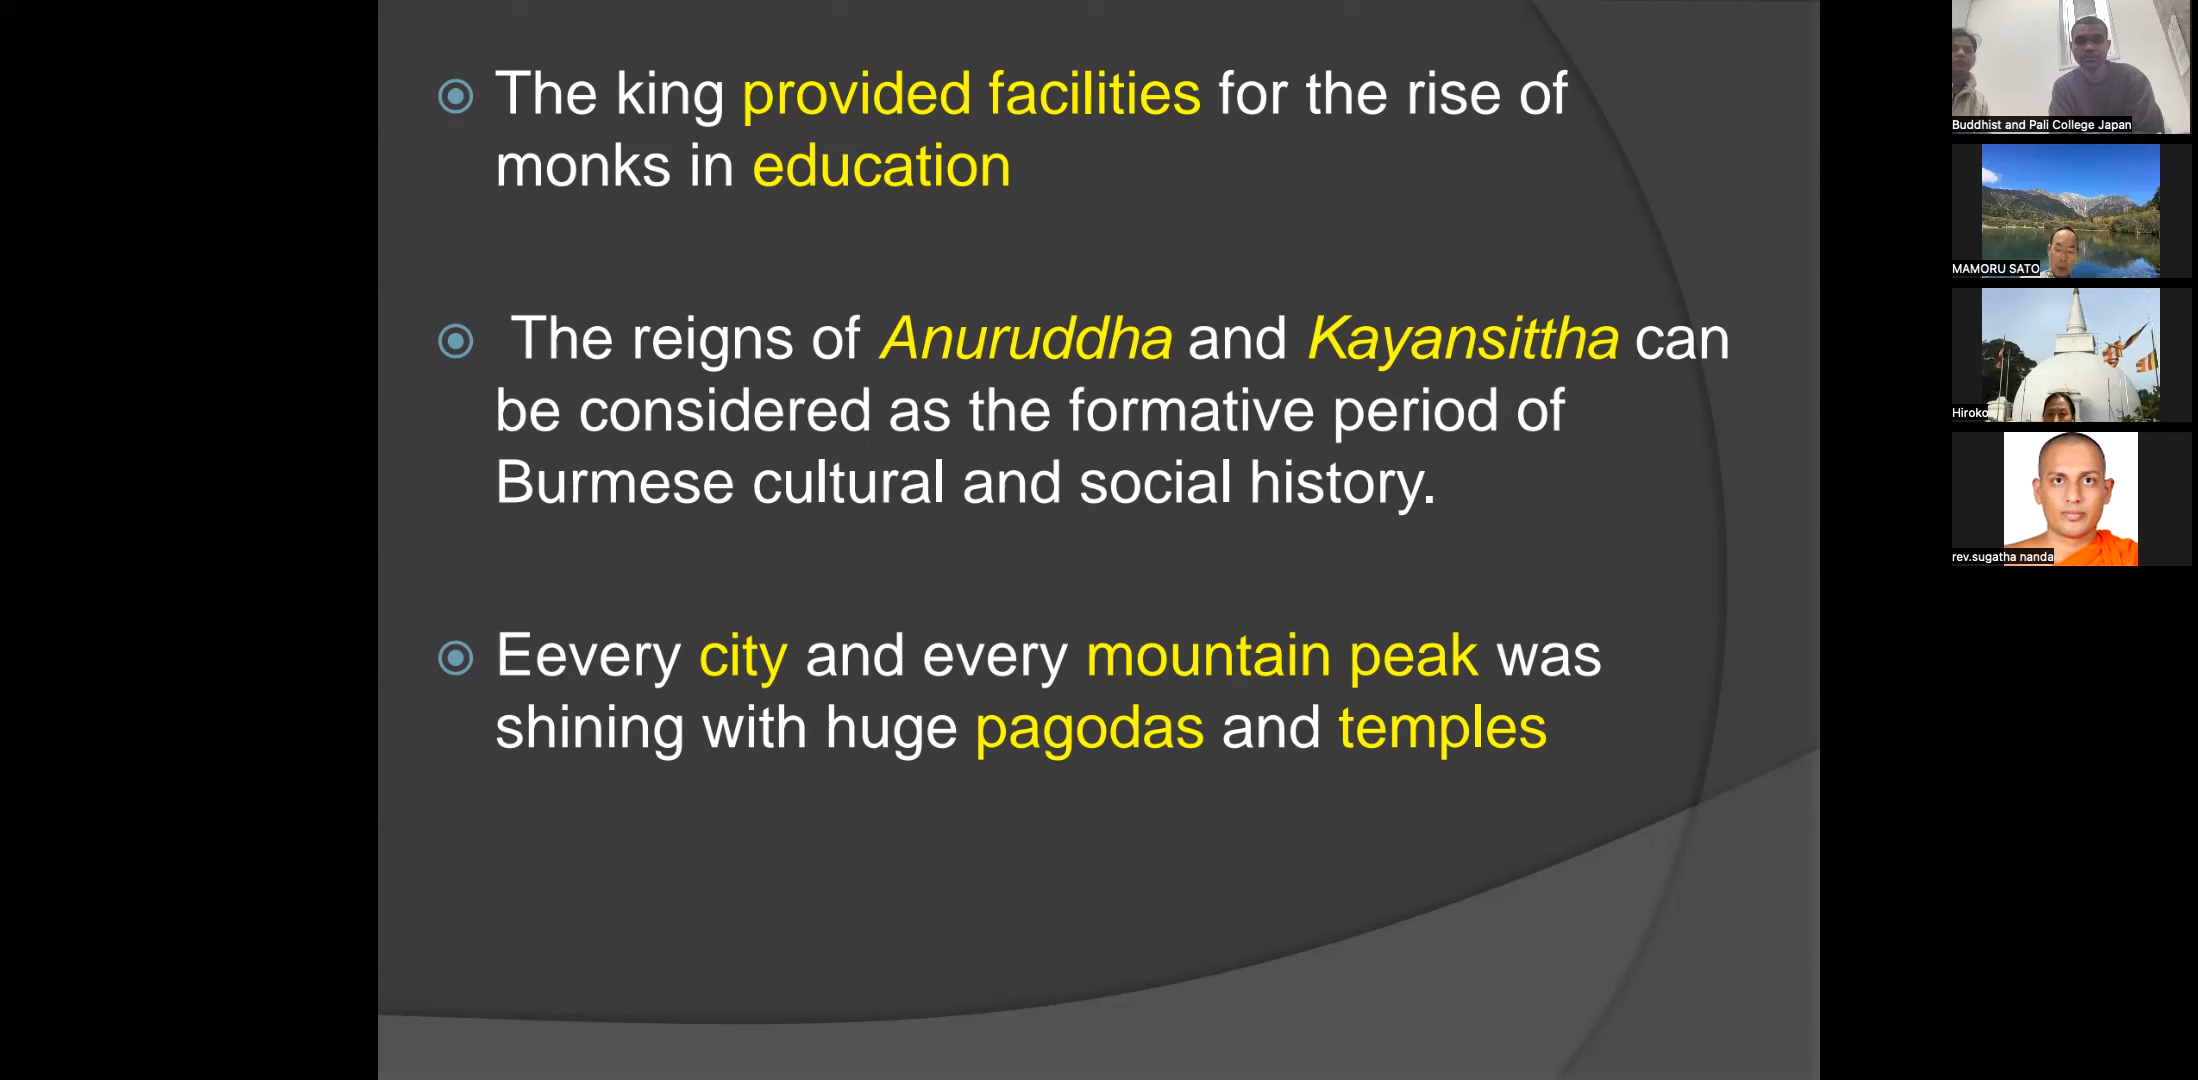 The king provided facilities for the rise of
monks in education
The reigns of Anuruddha and Kayansittha can
be considered as the formative period of
Burmese cultural and social history.
Eevery city and every mountain peak was
shining with huge pagodas and temples
Buddhist and Pali College Japan
MAMORU SATO
Hiroko
rev.sugatha nanda